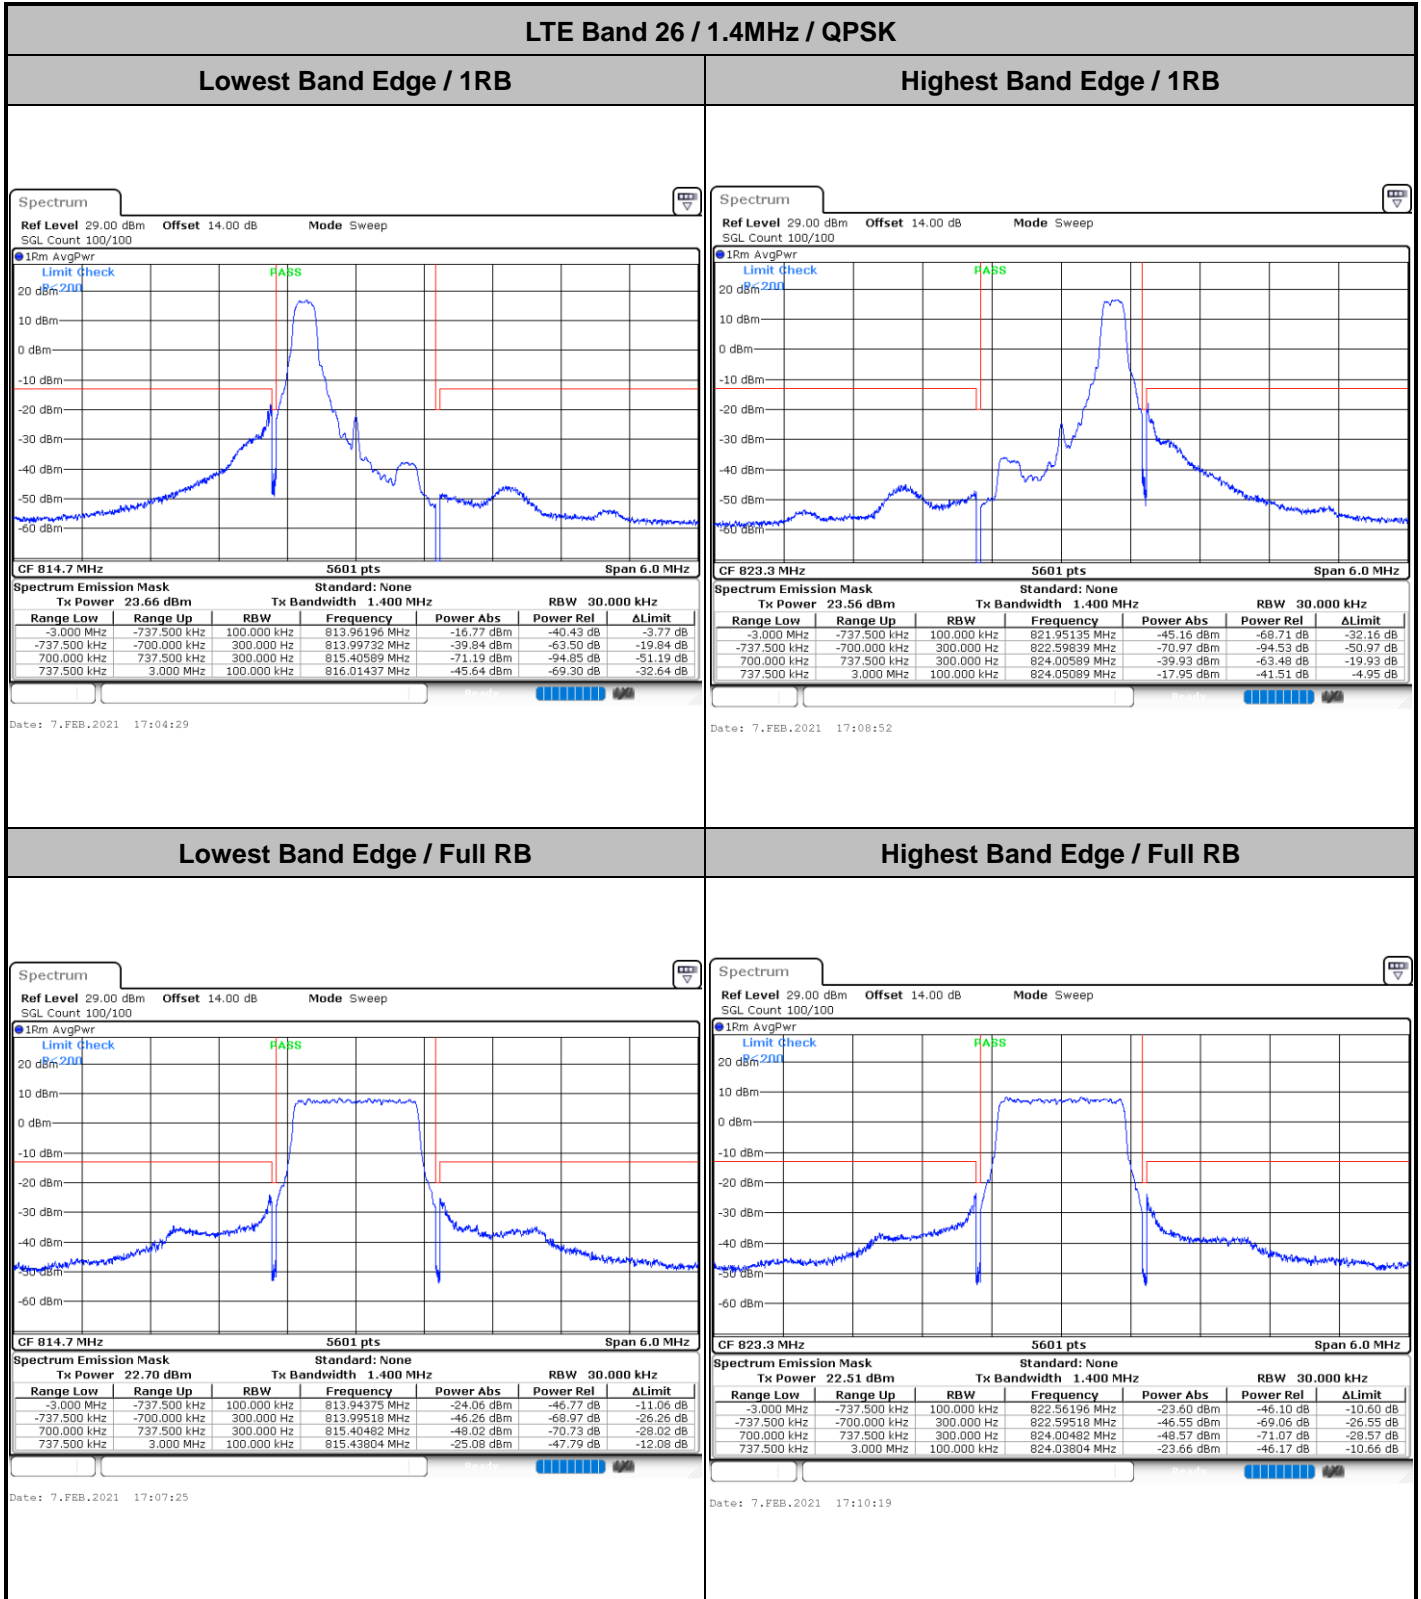 LTE Band 26 / 1.4MHz / QPSK
Lowest Band Edge / 1RB
Highest Band Edge / 1RB
Spectrum
Ref Level 29.00 dBm Offset 14.00 dB Mode Sweep
SGL Count 100/100
1Rm AvgPwr
Limit Check PASS
P<200
20 dBm
10 dBm
0 dBm
-10 dBm
-20 dBm
-30 dBm
-40 dBm
-50 dBm
-60 dBm
CF 814.7 MHz 5601 pts Span 6.0 MHz
Spectrum Emission Mask Standard: None
Tx Power 23.66 dBm Tx Bandwidth 1.400 MHz RBW 30.000 kHz
Range Low Range Up RBW Frequency Power Abs Power Rel ΔLimit
-3.000 MHz -737.500 kHz 100.000 kHz 813.96196 MHz -16.77 dBm -40.43 dB -3.77 dB
-737.500 kHz -700.000 kHz 300.000 Hz 813.99732 MHz -39.84 dBm -63.50 dB -19.84 dB
700.000 kHz 737.500 kHz 300.000 Hz 815.40589 MHz -71.19 dBm -94.85 dB -51.19 dB
737.500 kHz 3.000 MHz 100.000 kHz 816.01437 MHz -45.64 dBm -69.30 dB -32.64 dB
Ready
Date: 7.FEB.2021 17:04:29
Spectrum
Ref Level 29.00 dBm Offset 14.00 dB Mode Sweep
SGL Count 100/100
1Rm AvgPwr
Limit Check PASS
P<200
20 dBm
10 dBm
0 dBm
-10 dBm
-20 dBm
-30 dBm
-40 dBm
-50 dBm
-60 dBm
CF 823.3 MHz 5601 pts Span 6.0 MHz
Spectrum Emission Mask Standard: None
Tx Power 23.56 dBm Tx Bandwidth 1.400 MHz RBW 30.000 kHz
Range Low Range Up RBW Frequency Power Abs Power Rel ΔLimit
-3.000 MHz -737.500 kHz 100.000 kHz 821.95135 MHz -45.16 dBm -68.71 dB -32.16 dB
-737.500 kHz -700.000 kHz 300.000 Hz 822.59839 MHz -70.97 dBm -94.53 dB -50.97 dB
700.000 kHz 737.500 kHz 300.000 Hz 824.00589 MHz -39.93 dBm -63.48 dB -19.93 dB
737.500 kHz 3.000 MHz 100.000 kHz 824.05089 MHz -17.95 dBm -41.51 dB -4.95 dB
Ready
Date: 7.FEB.2021 17:08:52
Lowest Band Edge / Full RB
Highest Band Edge / Full RB
Spectrum
Ref Level 29.00 dBm Offset 14.00 dB Mode Sweep
SGL Count 100/100
1Rm AvgPwr
Limit Check PASS
P<200
20 dBm
10 dBm
0 dBm
-10 dBm
-20 dBm
-30 dBm
-40 dBm
-50 dBm
-60 dBm
CF 814.7 MHz 5601 pts Span 6.0 MHz
Spectrum Emission Mask Standard: None
Tx Power 22.70 dBm Tx Bandwidth 1.400 MHz RBW 30.000 kHz
Range Low Range Up RBW Frequency Power Abs Power Rel ΔLimit
-3.000 MHz -737.500 kHz 100.000 kHz 813.94375 MHz -24.06 dBm -46.77 dB -11.06 dB
-737.500 kHz -700.000 kHz 300.000 Hz 813.99518 MHz -46.26 dBm -68.97 dB -26.26 dB
700.000 kHz 737.500 kHz 300.000 Hz 815.40482 MHz -48.02 dBm -70.73 dB -28.02 dB
737.500 kHz 3.000 MHz 100.000 kHz 815.43804 MHz -25.08 dBm -47.79 dB -12.08 dB
Ready
Date: 7.FEB.2021 17:07:25
Spectrum
Ref Level 29.00 dBm Offset 14.00 dB Mode Sweep
SGL Count 100/100
1Rm AvgPwr
Limit Check PASS
P<200
20 dBm
10 dBm
0 dBm
-10 dBm
-20 dBm
-30 dBm
-40 dBm
-50 dBm
-60 dBm
CF 823.3 MHz 5601 pts Span 6.0 MHz
Spectrum Emission Mask Standard: None
Tx Power 22.51 dBm Tx Bandwidth 1.400 MHz RBW 30.000 kHz
Range Low Range Up RBW Frequency Power Abs Power Rel ΔLimit
-3.000 MHz -737.500 kHz 100.000 kHz 822.56196 MHz -23.60 dBm -46.10 dB -10.60 dB
-737.500 kHz -700.000 kHz 300.000 Hz 822.59518 MHz -46.55 dBm -69.06 dB -26.55 dB
700.000 kHz 737.500 kHz 300.000 Hz 824.00482 MHz -48.57 dBm -71.07 dB -28.57 dB
737.500 kHz 3.000 MHz 100.000 kHz 824.03804 MHz -23.66 dBm -46.17 dB -10.66 dB
Ready
Date: 7.FEB.2021 17:10:19